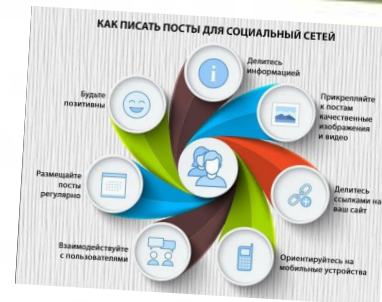 КАК ПИСАТЬ ПОСТЫ ДЛЯ СОЦИАЛЬНЫЙ СЕТЕЙ
Делитесь
информацией
Прикрепляйте
к постам
качественные
изображения
и видео
Делитесь
ссылками на
ваш сайт
Ориентируйтесь на
мобильные устройства
Взаимодействуйте
с пользователями
Размещайте
посты
регулярно
Будьте
позитивны